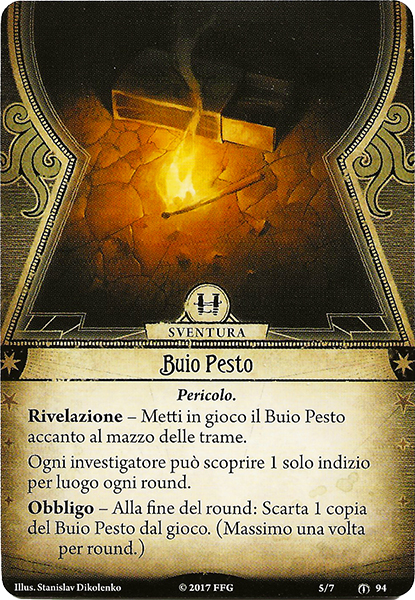 SVENTURA
Buio Pesto
Pericolo.
Rivelazione – Metti in gioco il Buio Pesto
accanto al mazzo delle trame.
Ogni investigatore può scoprire 1 solo indizio
per luogo ogni round.
Obbligo – Alla fine del round: Scarta 1 copia
del Buio Pesto dal gioco. (Massimo una volta
per round.)
Illus. Stanislav Dikolenko © 2017 FFG 5/7 94